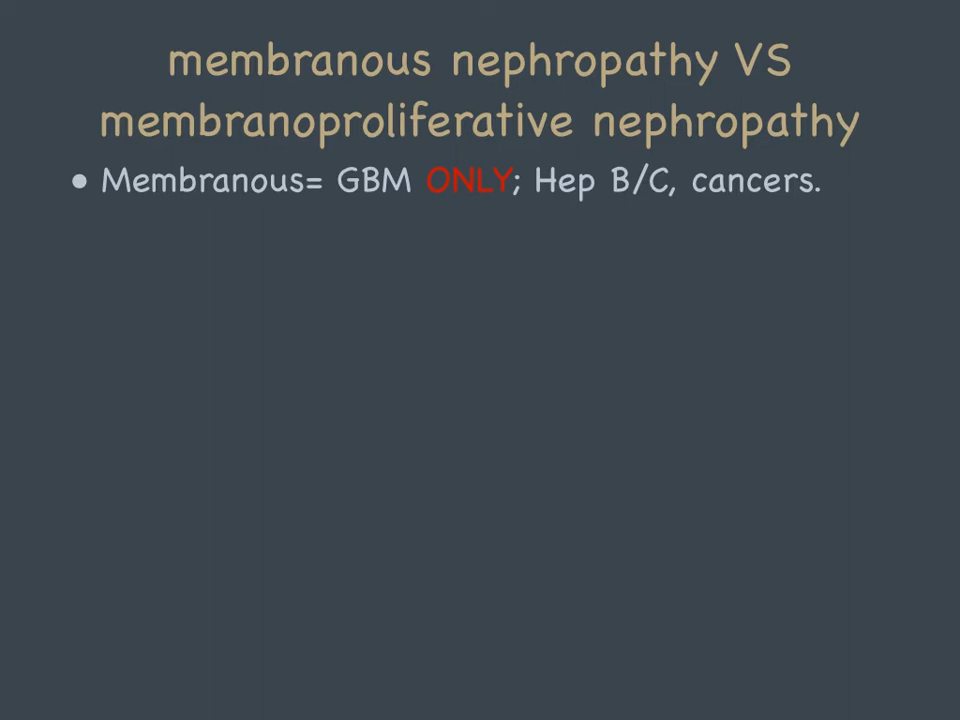 membranous nephropathy VS
membranoproliferative nephropathy
• Membranous= GBM ONLY; Hep B/C, cancers.